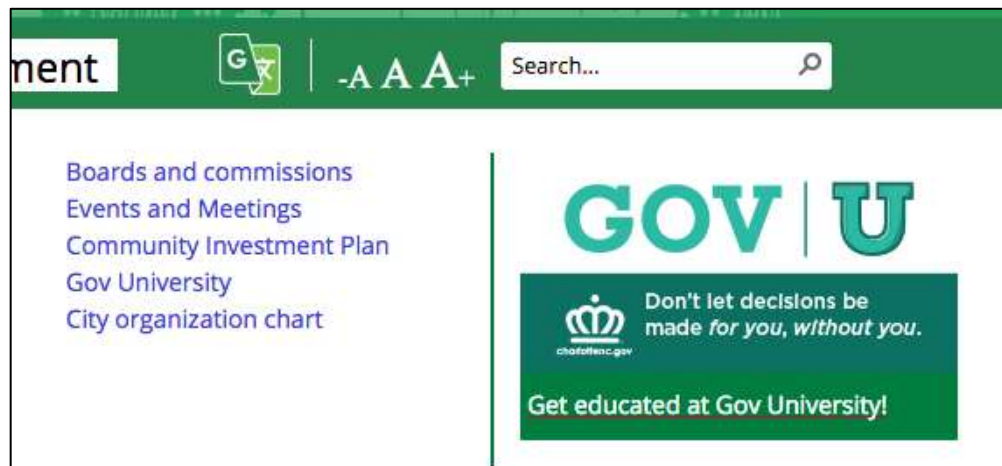 ment
G 文
-A A A+
Search...
Boards and commissions
Events and Meetings
Community Investment Plan
Gov University
City organization chart
GOV | U
Don't let decisions be
made for you, without you.
charlottenc.gov
Get educated at Gov University!